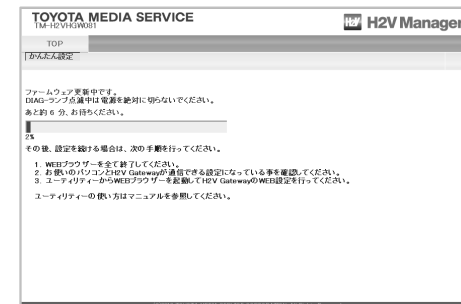 TOYOTA MEDIA SERVICE
TM-H2VHGW081
H2V H2V Manager
TOP
かんたん設定
ファームウェア更新中です。
DIAG-ランプ点滅中は電源を絶対に切らないでください。
あと約 6 分、お待ちください。
2%
その後、設定を続ける場合は、次の手順を行ってください。
1. WEBブラウザーを全て終了してください。
2. お使いのパソコンとH2V Gatewayが通信できる設定になっている事を確認してください。
3. ユーティリティーからWEBブラウザーを起動してH2V GatewayのWEB設定を行ってください。
ユーティリティーの使い方はマニュアルを参照してください。